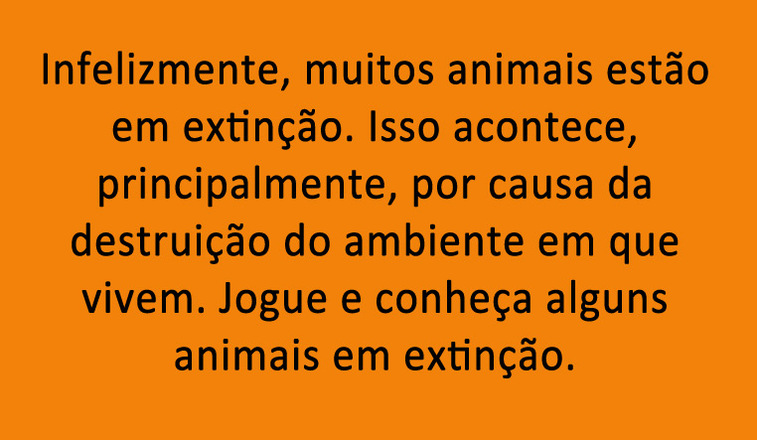 Infelizmente, muitos animais estão
em extinção. Isso acontece,
principalmente, por causa da
destruição do ambiente em que
vivem. Jogue e conheça alguns
animais em extinção.